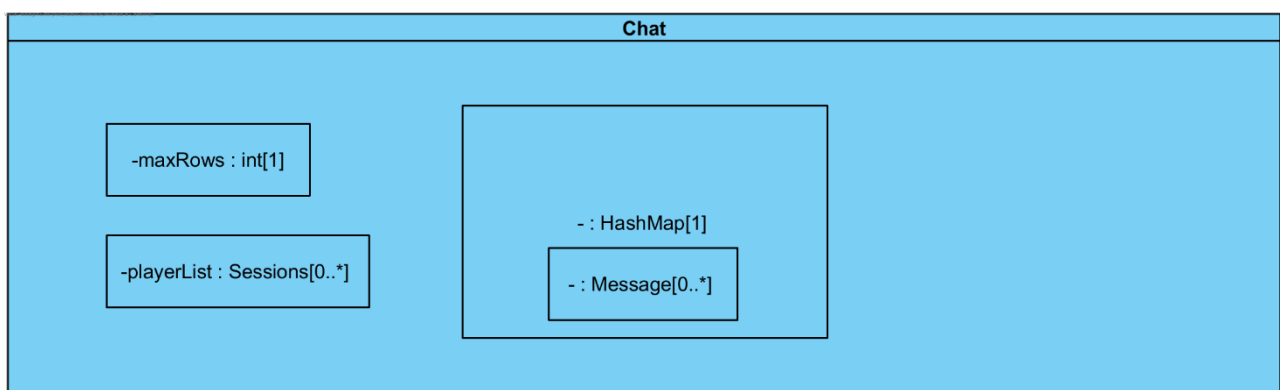 Chat
-maxRows : int[1]
-playerList : Sessions[0..*]
- : HashMap[1]
- : Message[0..*]